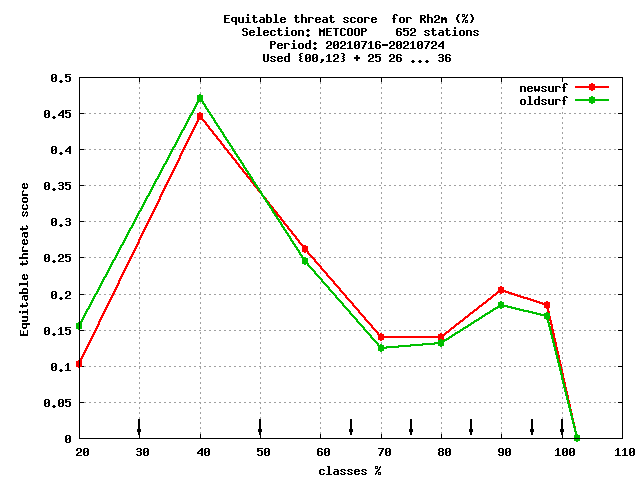 Equitable threat score  for Rh2m (%)
Selection: METCOOP    652 stations
Period: 20210716-20210724
Used {00,12} + 25 26 ... 36
newsurf
oldsurf
Equitable threat score
0.5
0.45
0.4
0.35
0.3
0.25
0.2
0.15
0.1
0.05
0
20 30 40 50 60 70 80 90 100 110
classes %